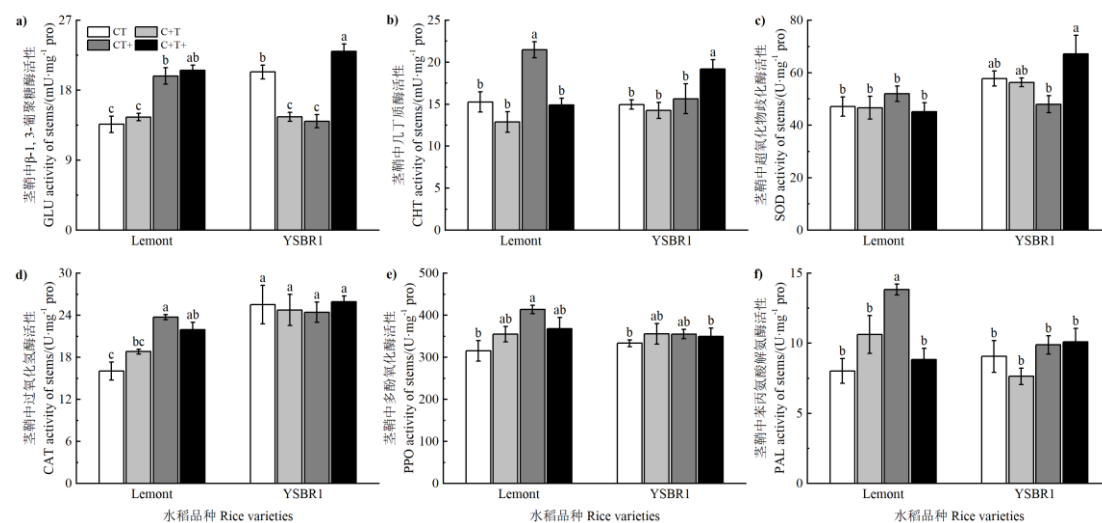 a)
茎鞘中β-1, 3-葡聚糖酶活性
GLU activity of stems/(mU·mg⁻¹ pro)
27
18
9
0
CT
C+T
CT+
C+T+
c
c
b
ab
b
c
c
a
Lemont
YSBR1
b)
茎鞘中几丁质酶活性
CHT activity of stems/(mU·mg⁻¹ pro)
25
20
15
10
5
0
b
b
a
b
b
b
b
a
Lemont
YSBR1
c)
茎鞘中超氧化物歧化酶活性
SOD activity of stems/(U·mg⁻¹ pro)
80
60
40
20
0
b
b
b
b
ab
ab
b
a
Lemont
YSBR1
d)
茎鞘中过氧化氢酶活性
CAT activity of stems/(U·mg⁻¹ pro)
30
24
18
12
6
0
c
bc
a
ab
a
a
a
a
Lemont
YSBR1
水稻品种 Rice varieties
e)
茎鞘中多酚氧化酶活性
PPO activity of stems/(U·mg⁻¹ pro)
500
400
300
200
100
0
b
ab
a
ab
b
ab
ab
b
Lemont
YSBR1
水稻品种 Rice varieties
f)
茎鞘中苯丙氨酸解氨酶活性
PAL activity of stems/(U·mg⁻¹ pro)
15
10
5
0
b
b
a
b
b
b
b
b
Lemont
YSBR1
水稻品种 Rice varieties